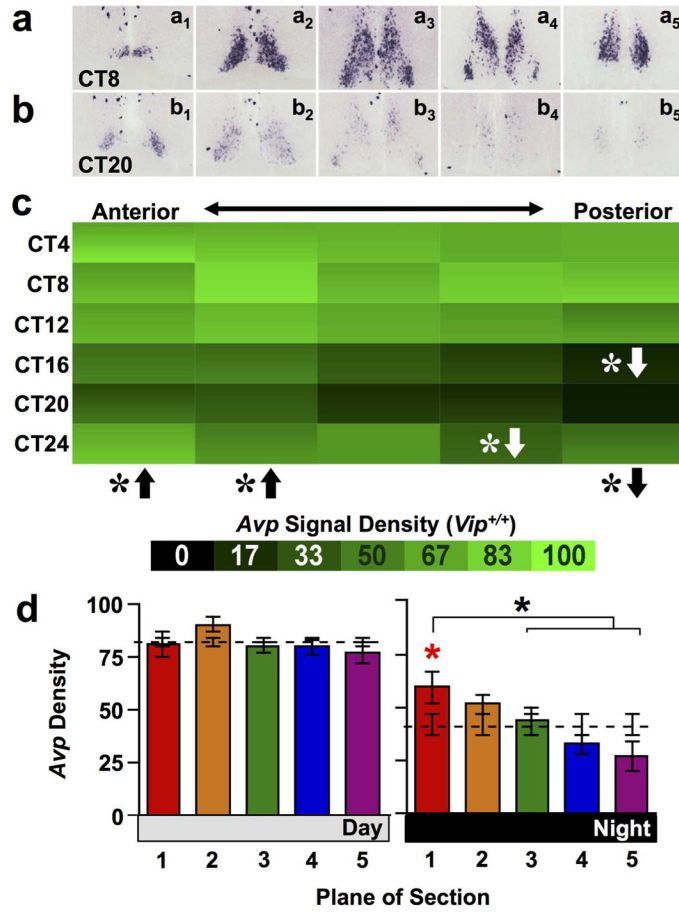 a a1 a2 a3 a4 a5
CT8
b b1 b2 b3 b4 b5
CT20
c Anterior Posterior
CT4
CT8
CT12
CT16 *
CT20
CT24 *
* * *
Avp Signal Density (Vip+/+)
0 17 33 50 67 83 100
d
100
75
50
25
0
Avp Density
*
*
Day Night
1 2 3 4 5 1 2 3 4 5
Plane of Section